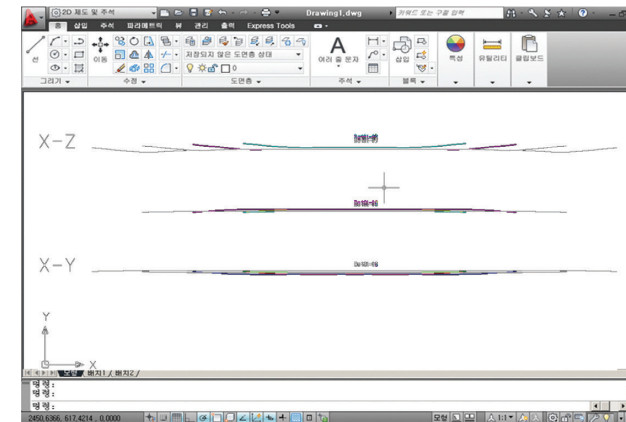 2D 제도 및 주석
Drawing1.dwg
키워드 또는 구문 입력
홈 삽입 주석 파라메트릭 뷰 관리 출력 Express Tools
선
이동
저장되지 않은 도면층 상태
0
A
여러 줄 문자
삽입
특성
유틸리티
클립보드
그리기 수정 도면층 주석 블록
X-Z
X-Y
Y
X
모형 배치1 배치2
명령:
명령:
명령:
2450.6366, 617.4214 , 0.0000
모형
1:1